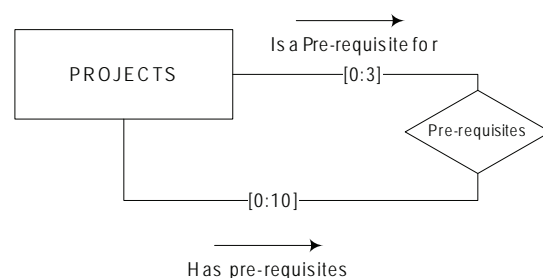 Is a Pre-requisite for
PROJECTS
[0:3]
Pre-requisites
[0:10]
Has pre-requisites